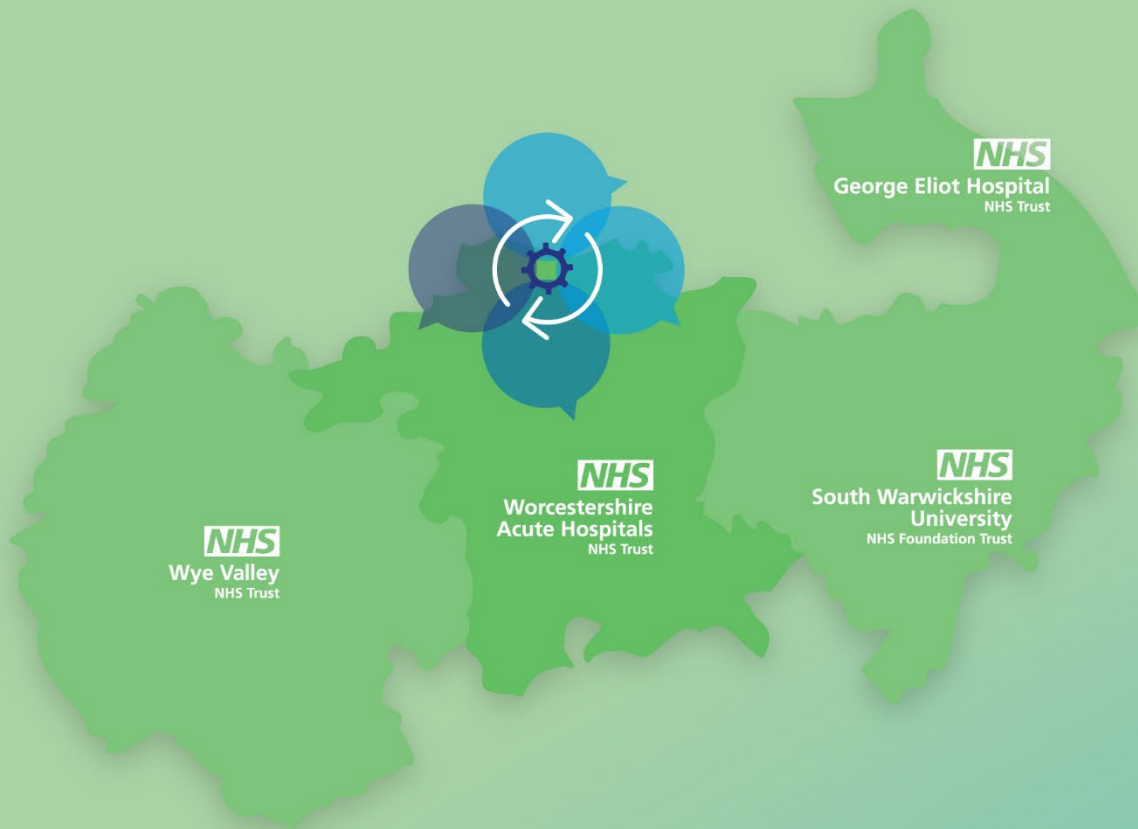 NHS
George Eliot Hospital
NHS Trust
NHS
South Warwickshire
University
NHS Foundation Trust
NHS
Worcestershire
Acute Hospitals
NHS Trust
NHS
Wye Valley
NHS Trust